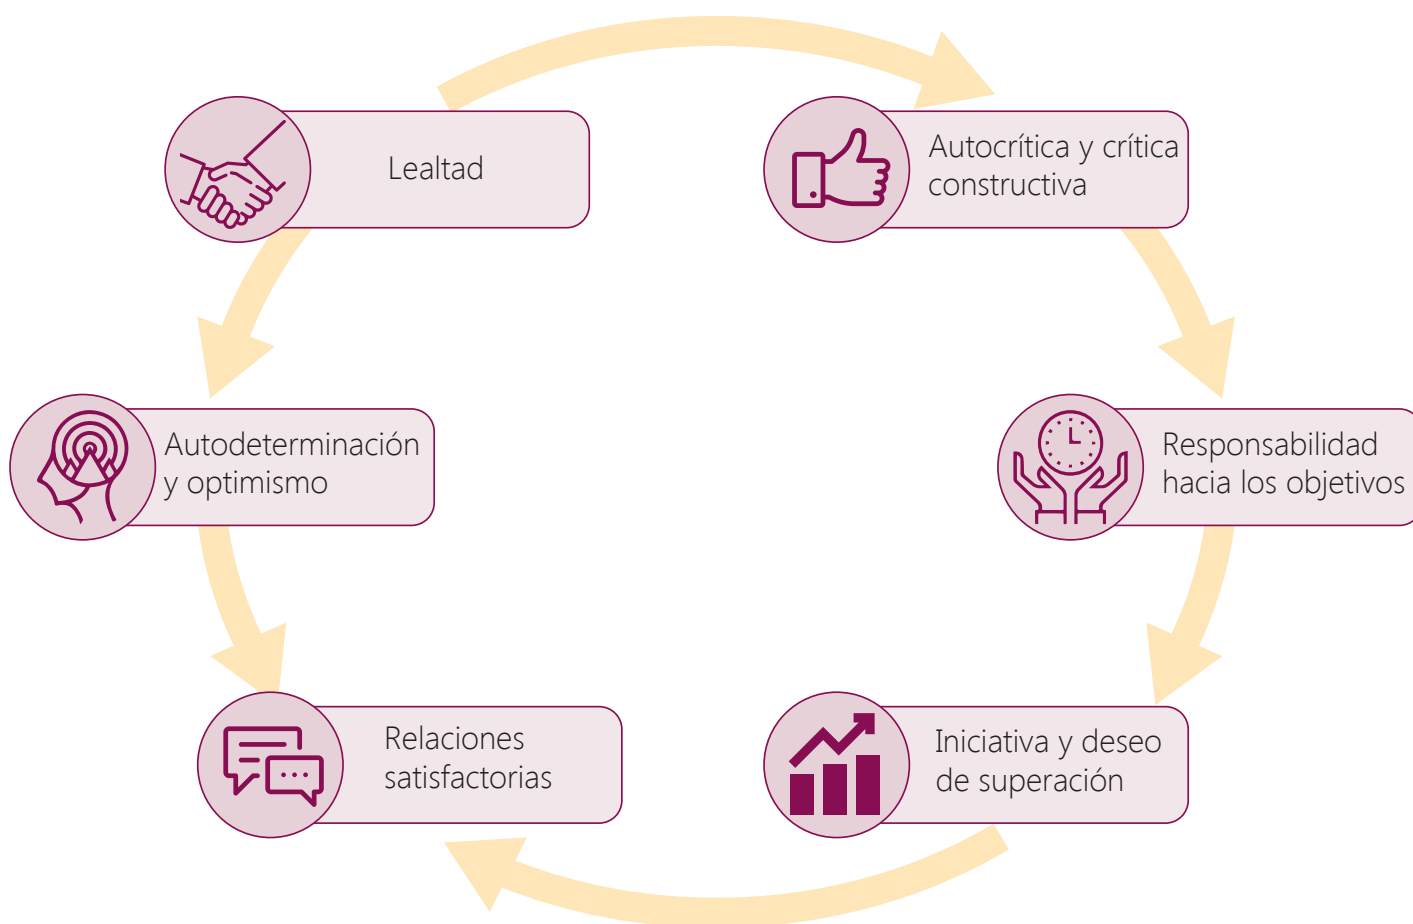 Lealtad
Autocrítica y crítica
constructiva
Autodeterminación
y optimismo
Responsabilidad
hacia los objetivos
Relaciones
satisfactorias
Iniciativa y deseo
de superación